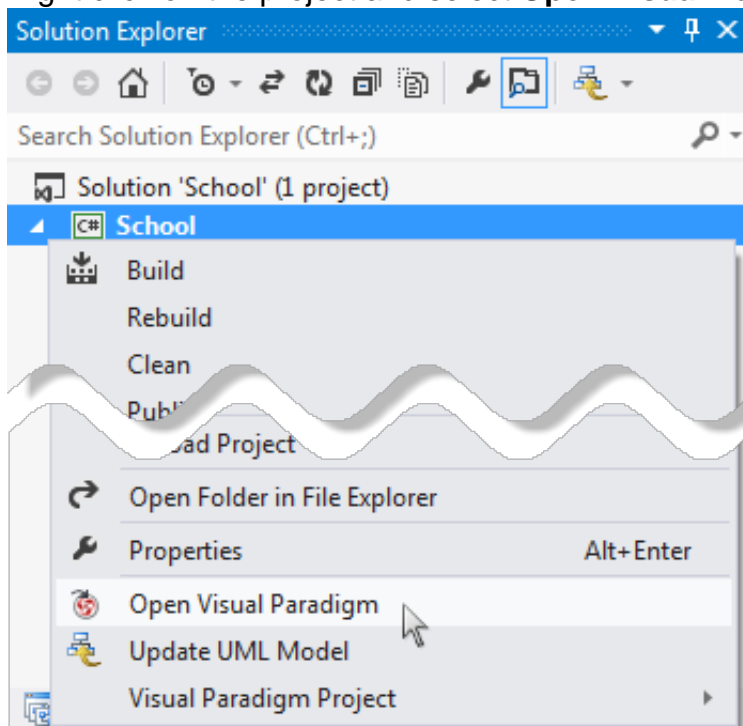 Solution Explorer
Search Solution Explorer (Ctrl+;)
Solution 'School' (1 project)
C# School
Build
Rebuild
Clean
Project
Open Folder in File Explorer
Properties Alt+Enter
Open Visual Paradigm
Update UML Model
Visual Paradigm Project